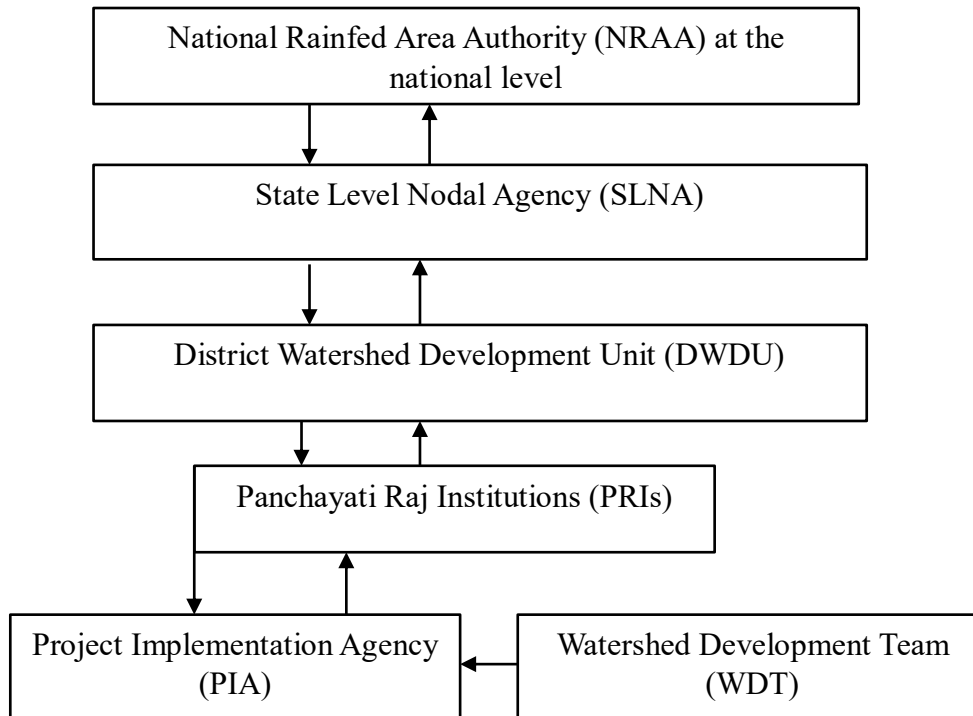 National Rainfed Area Authority (NRAA) at the
national level
State Level Nodal Agency (SLNA)
District Watershed Development Unit (DWDU)
Panchayati Raj Institutions (PRIs)
Project Implementation Agency
(PIA)
Watershed Development Team
(WDT)